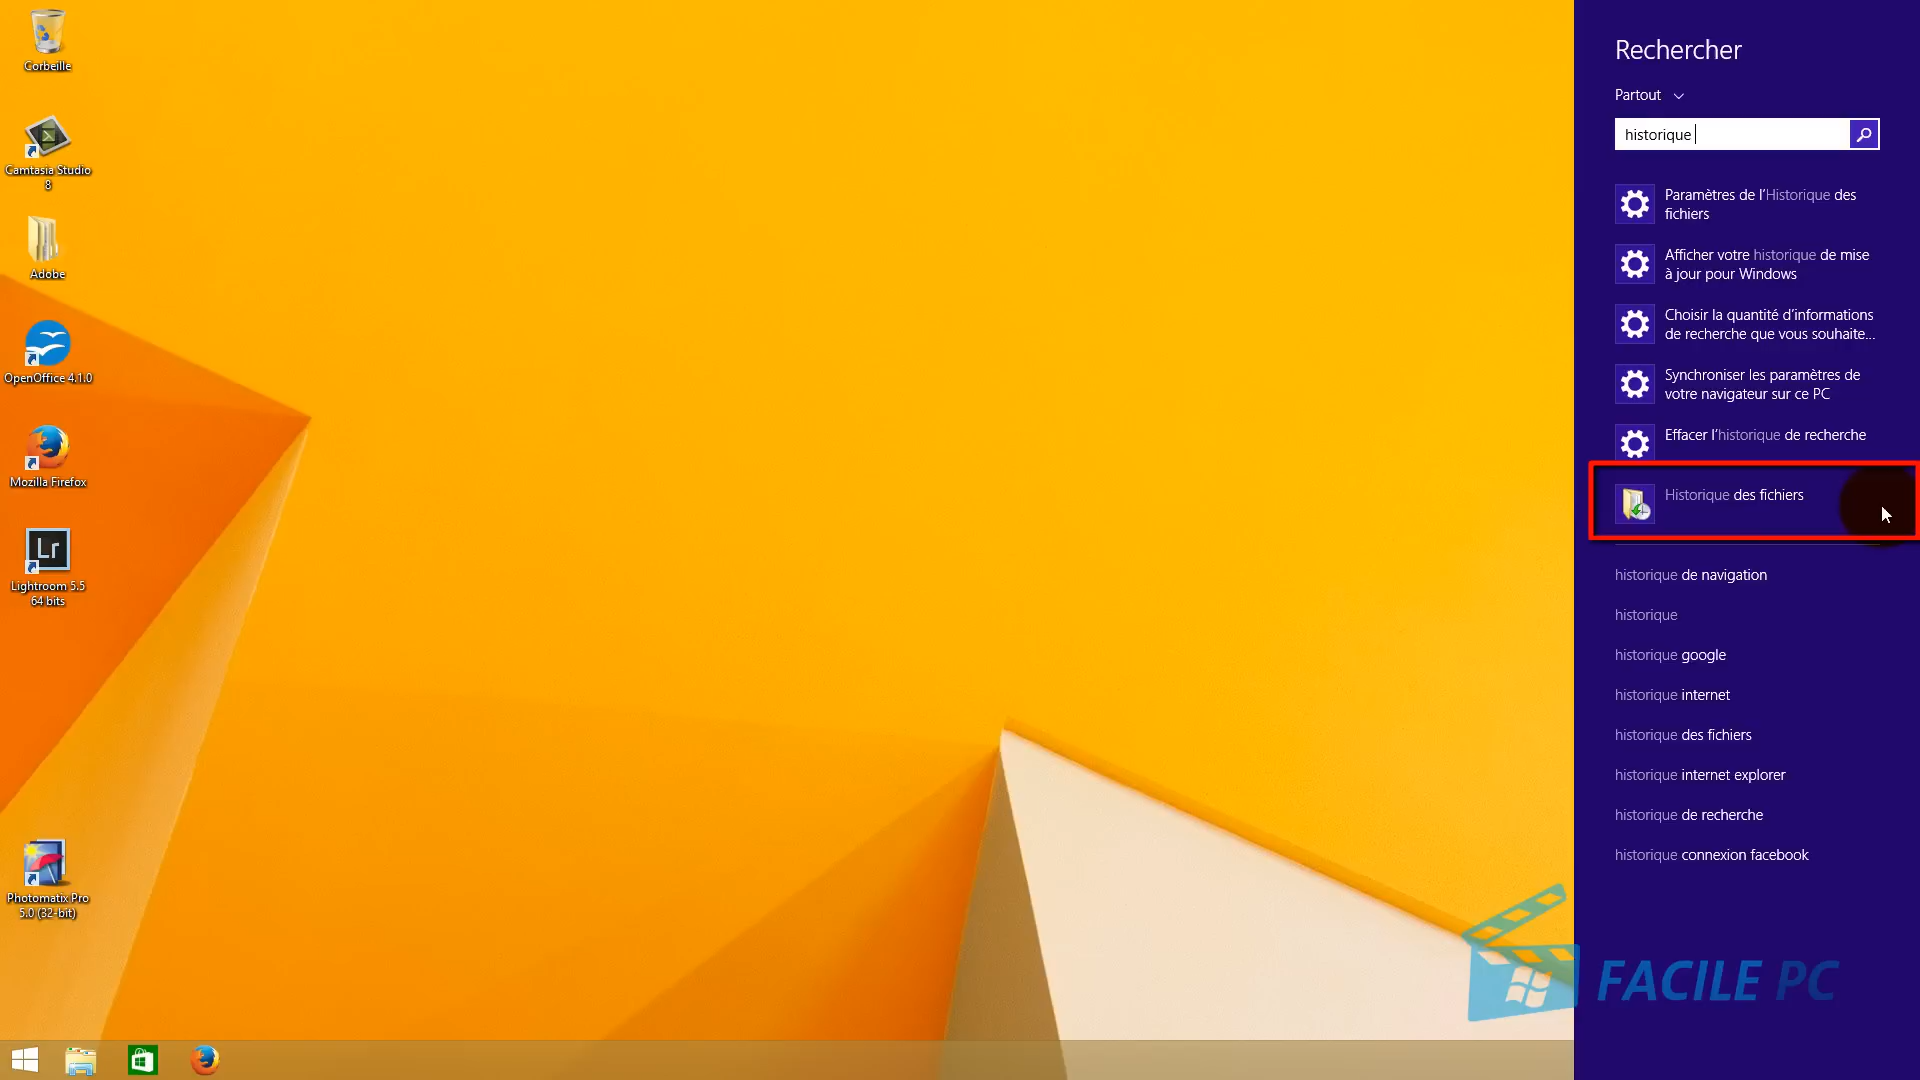 Corbeille
Camtasia Studio
8
Adobe
OpenOffice 4.1.0
Mozilla Firefox
Lr
Lightroom 5.5
64 bits
Photomatix Pro
5.0 (32-bit)
Rechercher
Partout
historique
Paramètres de l'Historique des
fichiers
Afficher votre historique de mise
à jour pour Windows
Choisir la quantité d'informations
de recherche que vous souhaite...
Synchroniser les paramètres de
votre navigateur sur ce PC
Effacer l'historique de recherche
Historique des fichiers
historique de navigation
historique
historique google
historique internet
historique des fichiers
historique internet explorer
historique de recherche
historique connexion facebook
FACILE PC